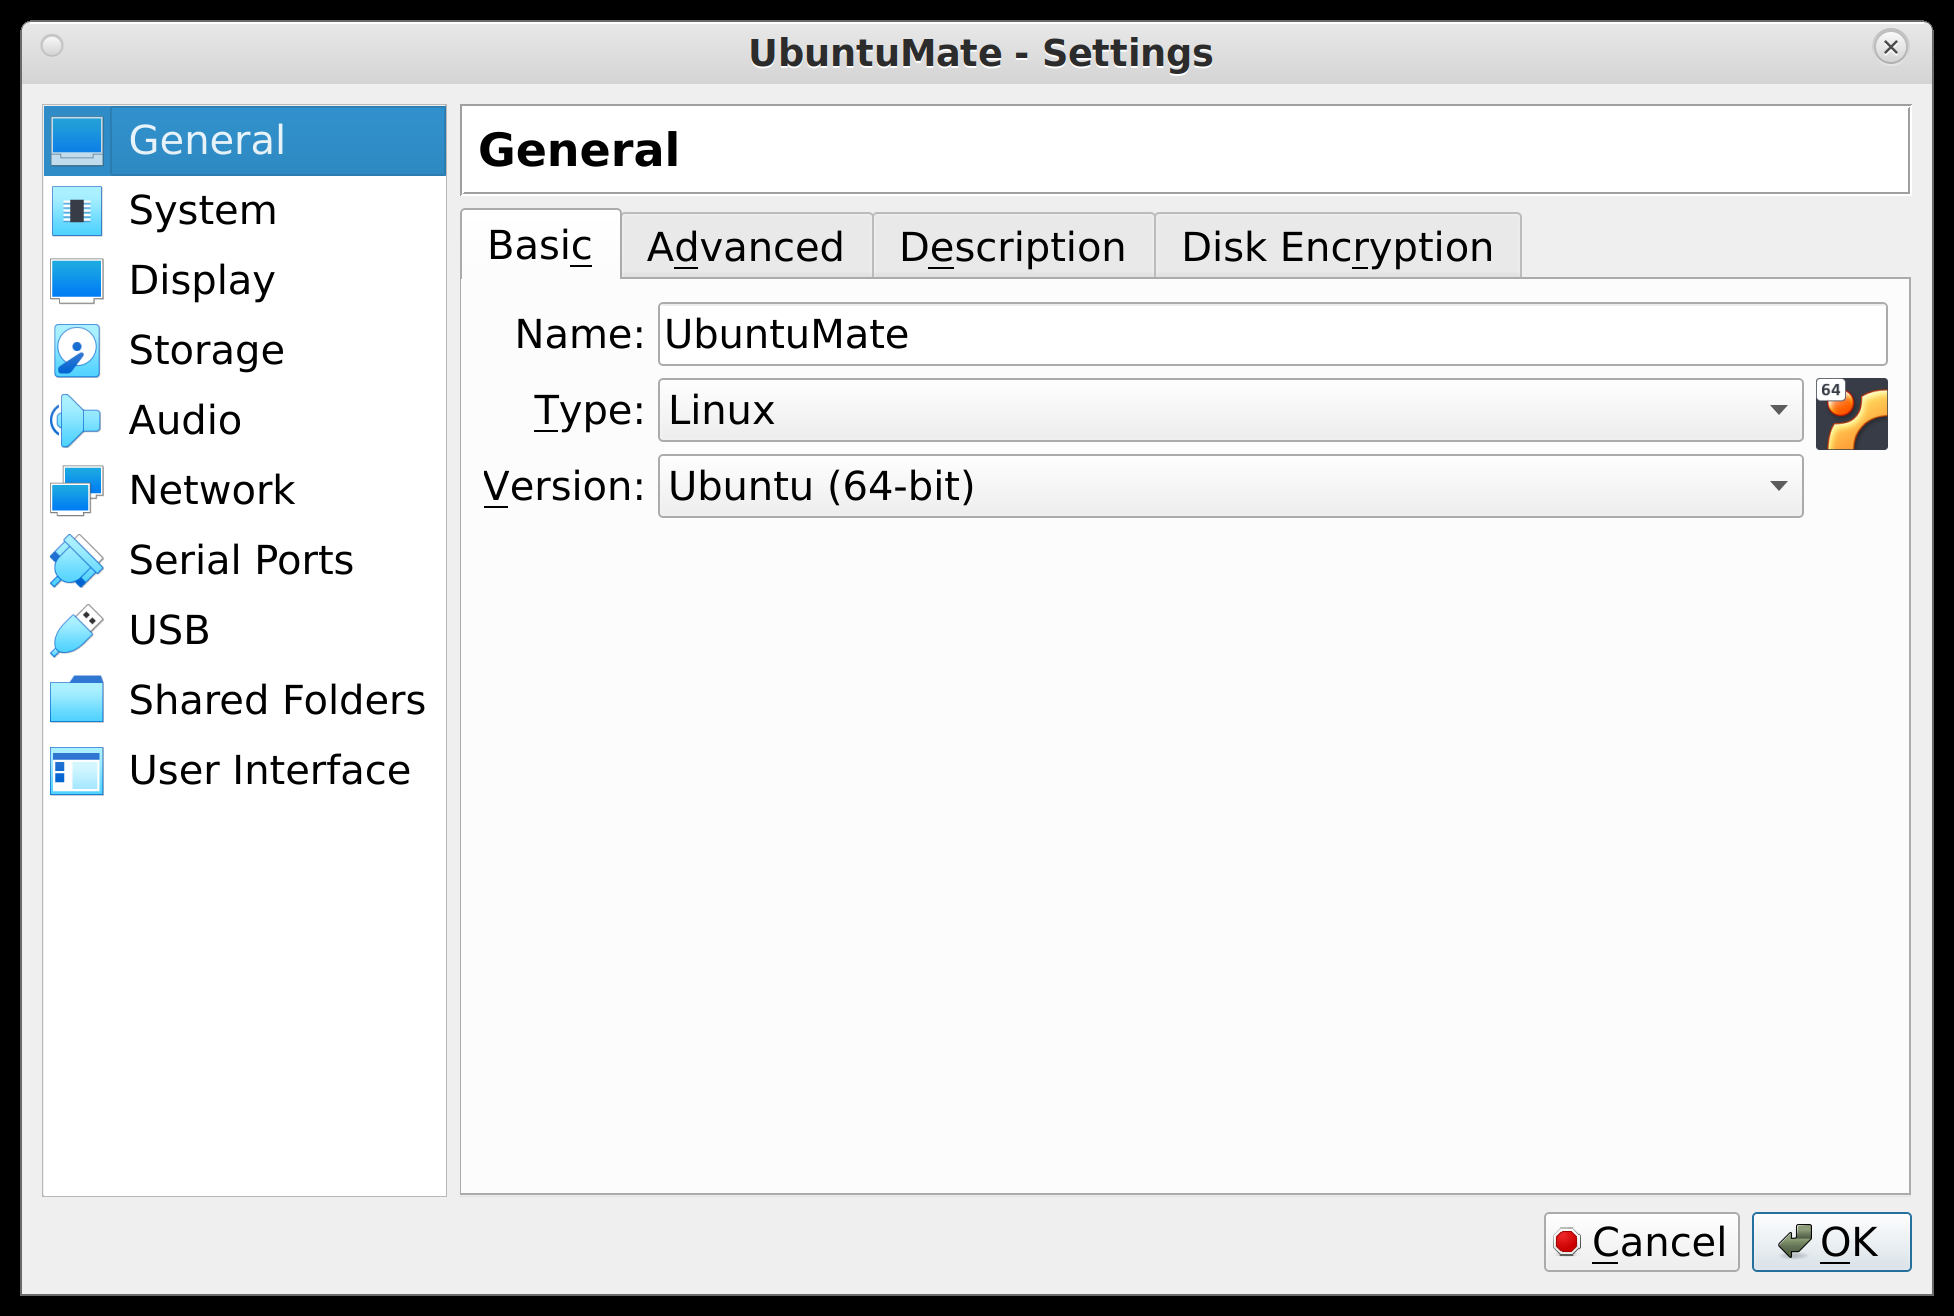 UbuntuMate - Settings
General
System
Display
Storage
Audio
Network
Serial Ports
USB
Shared Folders
User Interface
General
Basic Advanced Description Disk Encryption
Name: UbuntuMate
Type: Linux
64
Version: Ubuntu (64-bit)
Cancel OK